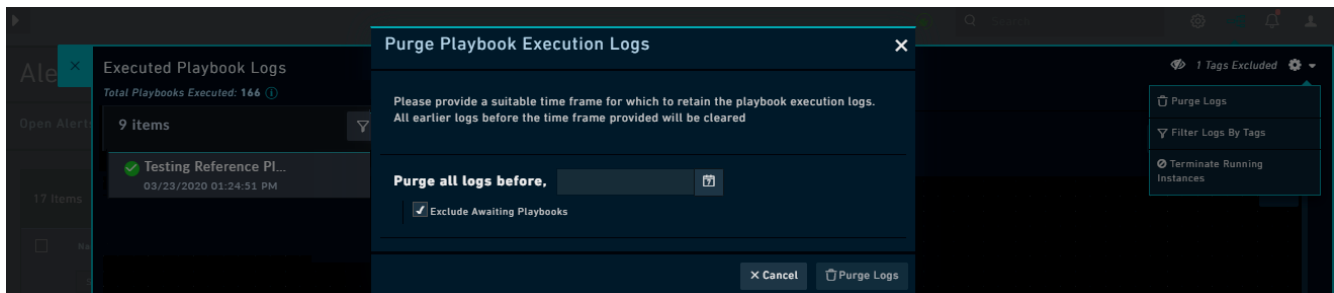 Search
Ale
Purge Playbook Execution Logs
Executed Playbook Logs
1 Tags Excluded
Total Playbooks Executed: 166
Purge Logs
Please provide a suitable time frame for which to retain the playbook execution logs.
All earlier logs before the time frame provided will be cleared
Open Alerts
9 items
Filter Logs By Tags
Testing Reference Pl...
03/23/2020 01:24:51 PM
Terminate Running
Instances
Purge all logs before,
17 Items
Exclude Awaiting Playbooks
Na
Cancel
Purge Logs